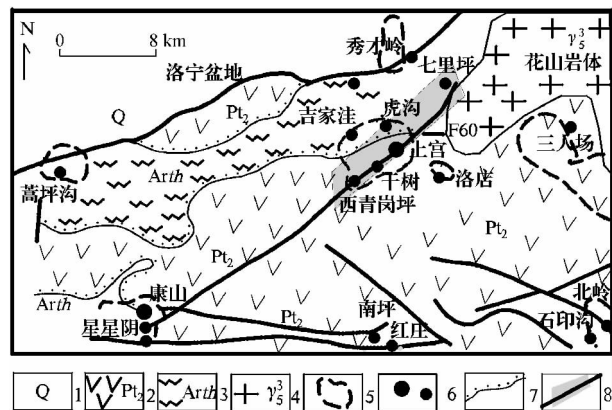 N
0 8 km
秀才岭
γ₅³
七里坪
花山岩体
洛宁盆地
Pt₂
Q
吉家洼
虎沟
F60
上宫
三八场
蒿坪沟
Arth
干树
洛店
西青岗坪
Pt₂
Pt₂
Arth
康山
南坪
北岭
Pt₂
星星阴
红庄
石印沟
Q 1 Pt₂ 2 Arth 3 γ₅³ 4 5 6 7 8